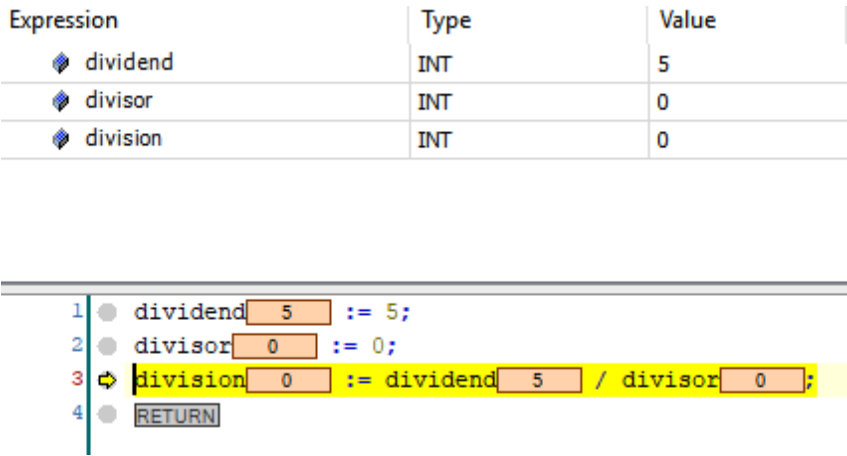 Expression Type Value
dividend INT 5
divisor INT 0
division INT 0
1 dividend 5 := 5;
2 divisor 0 := 0;
3 division 0 := dividend 5 / divisor 0 ;
4 RETURN